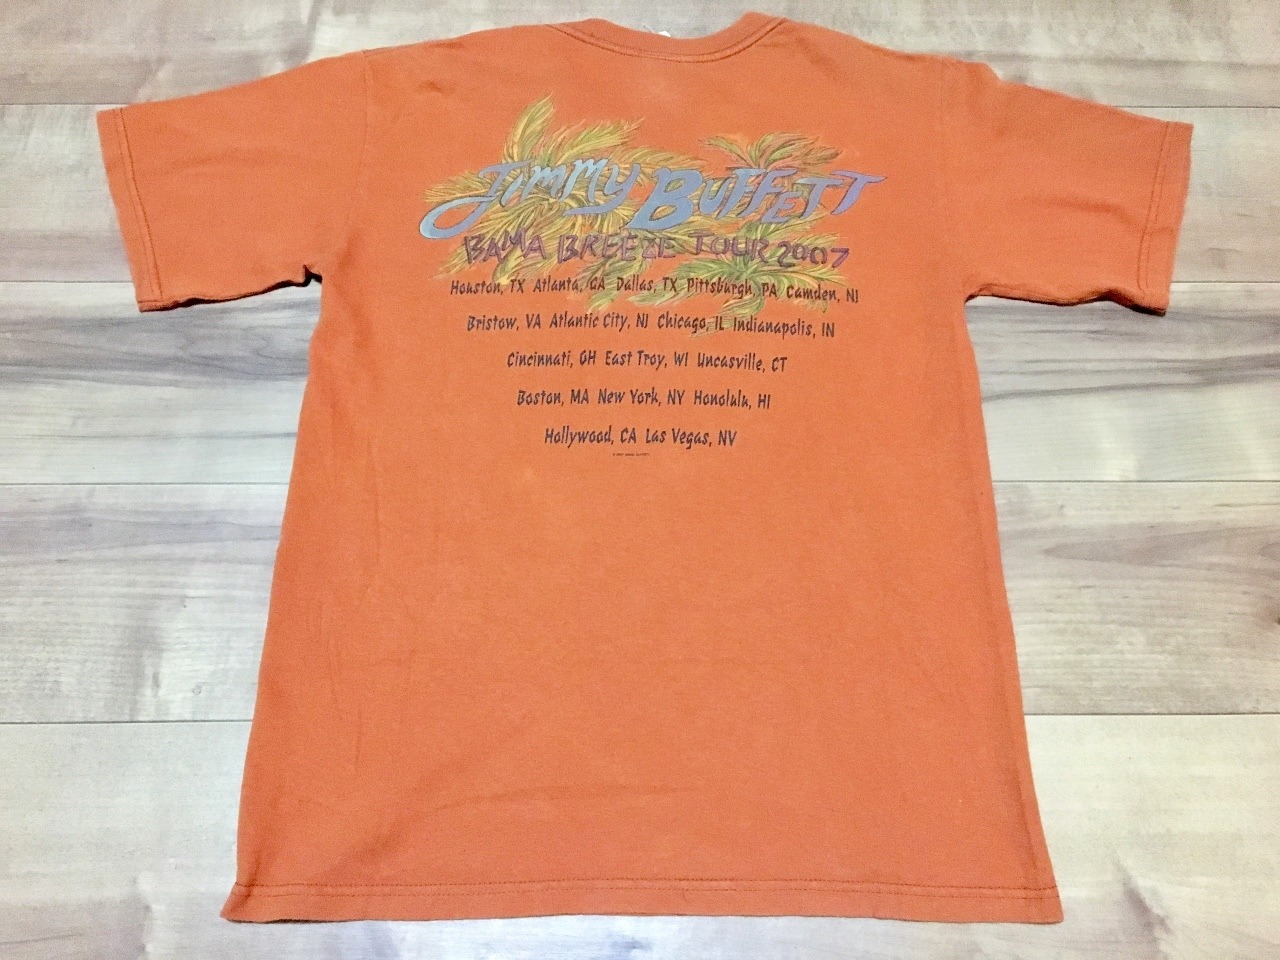 Jimmy Buffett
BAMA BREEZE TOUR 2007
Houston, TX Atlanta, GA Dallas, TX Pittsburgh, PA Camden, NJ
Bristow, VA Atlantic City, NJ Chicago, IL Indianapolis, IN
Cincinnati, OH East Troy, WI Uncasville, CT
Boston, MA New York, NY Honolulu, HI
Hollywood, CA Las Vegas, NV